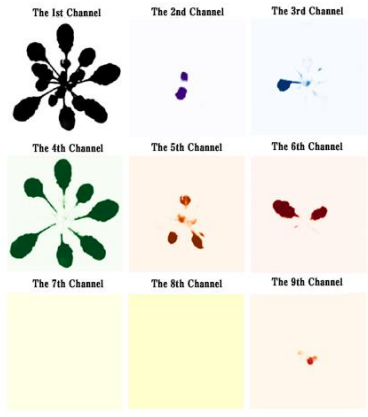 The 1st Channel
The 2nd Channel
The 3rd Channel
The 4th Channel
The 5th Channel
The 6th Channel
The 7th Channel
The 8th Channel
The 9th Channel